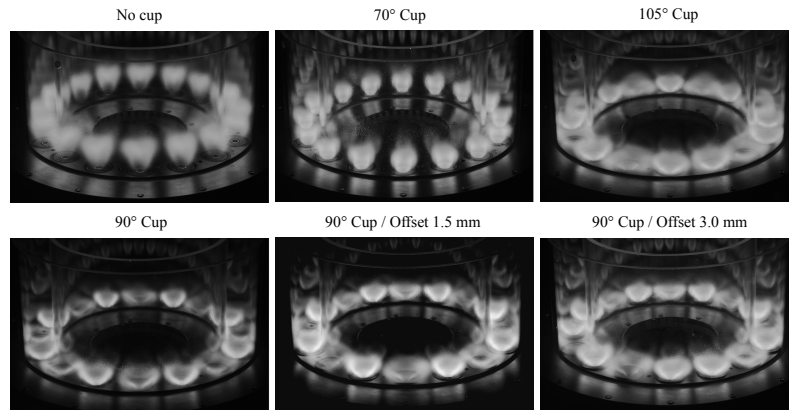 No cup
70° Cup
105° Cup
90° Cup
90° Cup / Offset 1.5 mm
90° Cup / Offset 3.0 mm